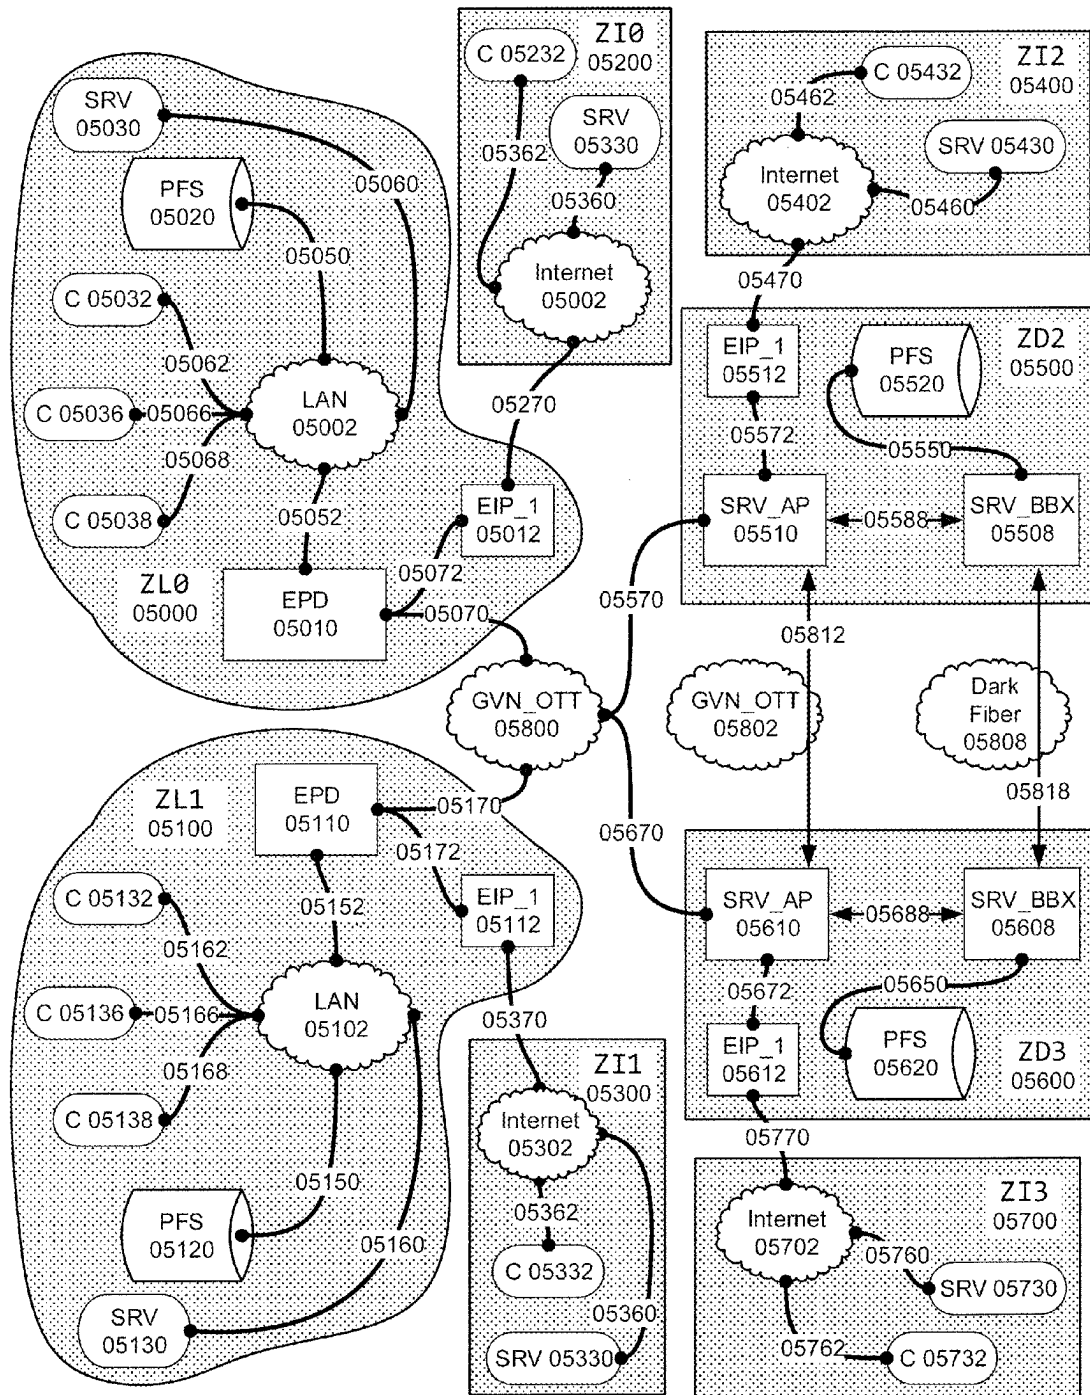 ZI0
05200
C 05232
SRV
05330
05362
05360
Internet
05002
05270
ZI2
05400
C 05432
05462
SRV 05430
Internet
05402
05460
05470
SRV
05030
PFS
05020
05060
05050
C 05032
05062
C 05036
05066
LAN
05002
05068
C 05038
05052
EIP_1
05012
ZL0
05000
EPD
05010
05072
05070
ZD2
05500
EIP_1
05512
PFS
05520
05572
05550
SRV_AP
05510
05588
SRV_BBX
05508
05570
05812
GVN_OTT
05800
GVN_OTT
05802
Dark
Fiber
05808
05818
05670
ZL1
05100
EPD
05110
05170
05172
EIP_1
05112
C 05132
05152
05162
C 05136
05166
LAN
05102
05168
C 05138
05150
PFS
05120
05160
SRV
05130
05370
ZI1
05300
Internet
05302
05362
C 05332
05360
SRV 05330
SRV_AP
05610
05688
SRV_BBX
05608
05672
05650
EIP_1
05612
PFS
05620
ZD3
05600
05770
ZI3
05700
Internet
05702
05760
SRV 05730
05762
C 05732